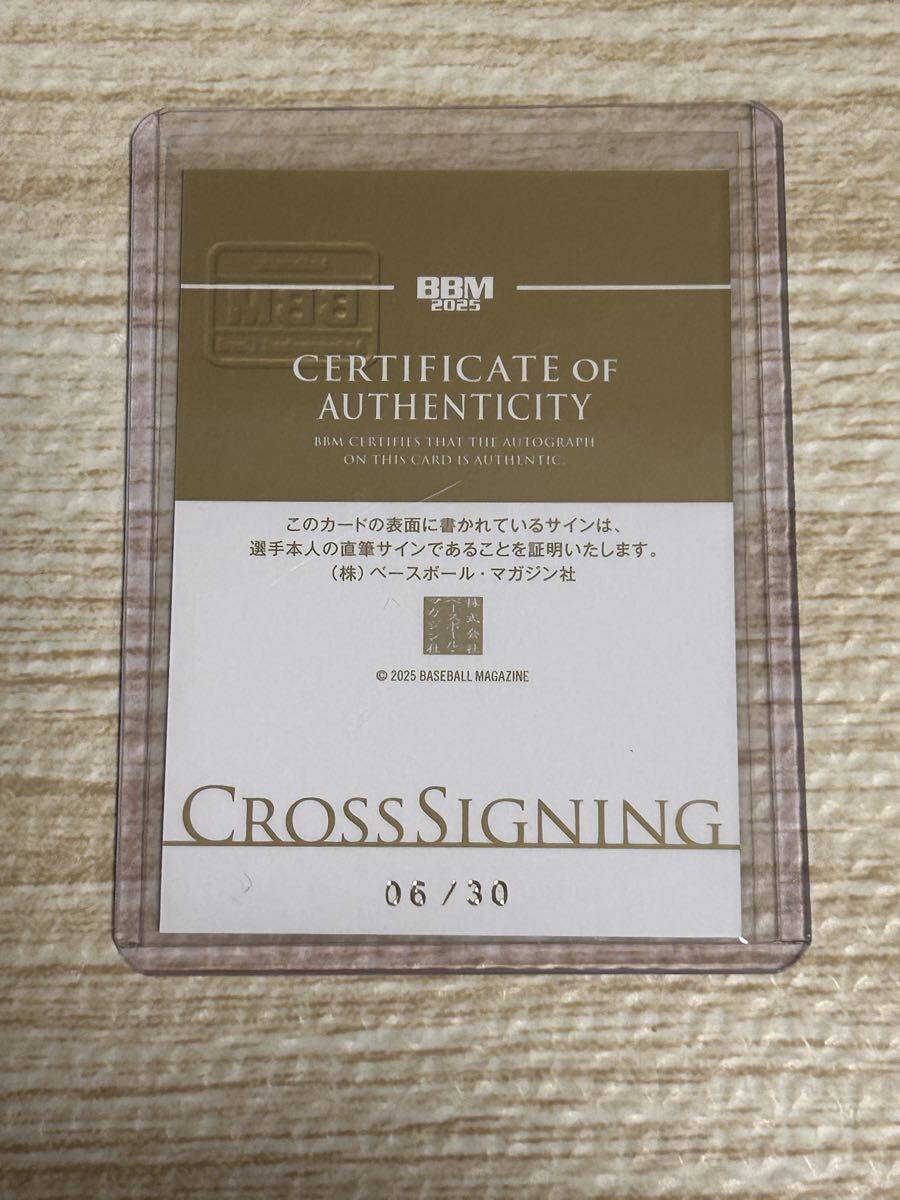 BBM
2025
CERTIFICATE OF
AUTHENTICITY
BBM CERTIFIES THAT THE AUTOGRAPH
ON THIS CARD IS AUTHENTIC.
このカードの表面に書かれているサインは、
選手本人の直筆サインであることを証明いたします。
(株)ベースボール・マガジン社
株式会社
ベースボール・
マガジン社
© 2025 BASEBALL MAGAZINE
CROSS SIGNING
06/30